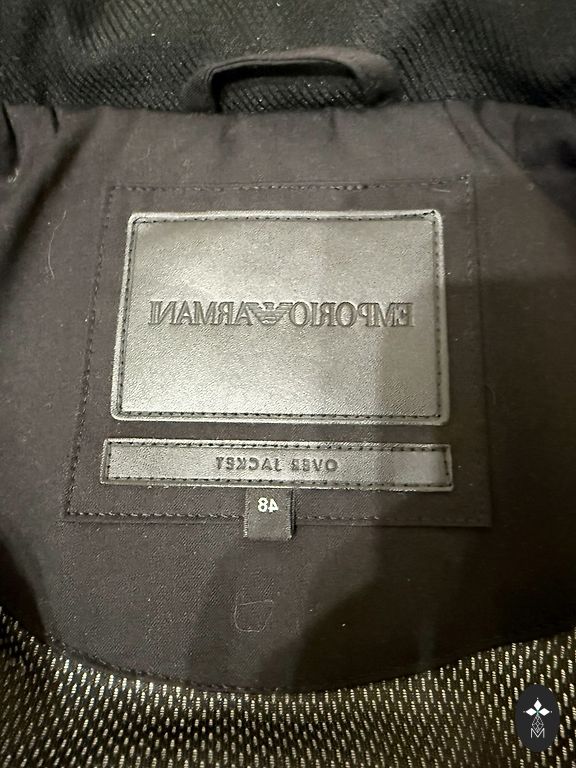 EMPORIO ARMANI
OVER JACKET
48
M